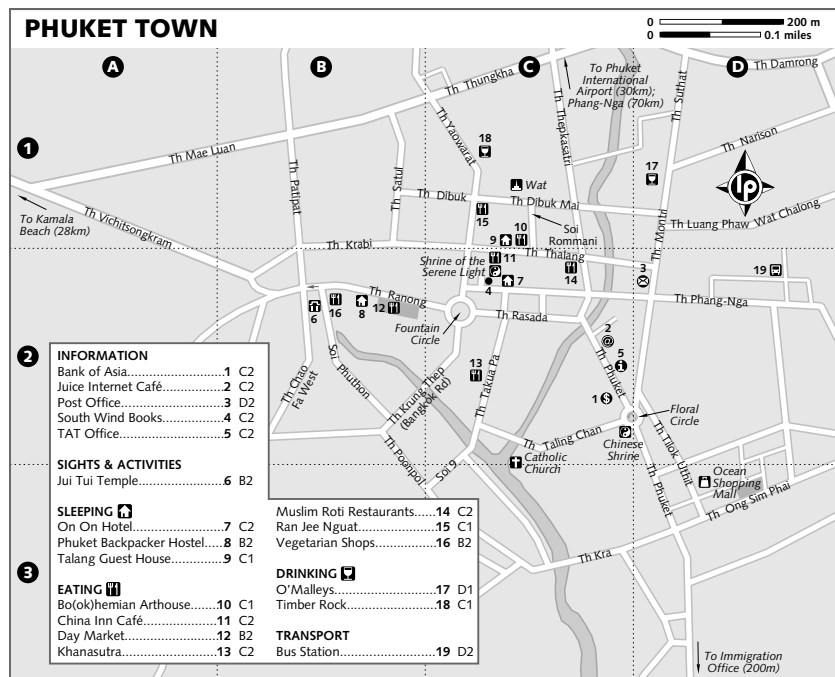 PHUKET TOWN
0 200 m
0 0.1 miles
A
B
C
D
1
2
3
To Phuket
International
Airport (30km);
Phang-Nga (70km)
Th Damrong
Th Thungkha
Th Mae Luan
Th Yaowarat
Th Thepkasatri
Th Suthat
Th Narison
18
17
lp
Th Satul
Th Patipat
Wat
Th Dibuk
Th Dibuk Mai
15
Th Luang Phaw Wat Chalong
To Kamala
Beach (28km)
Th Vichitsongkram
10
9
Soi
Rommani
Th Montri
Th Krabi
Th Thalang
Shrine of the
Serene Light
11
14
3
19
4
7
Th Ranong
Th Phang-Nga
6
16
8
12
Fountain
Circle
Th Rasada
2
@
5
Th Phuket
13
1
$
Th Chao
Fa West
Soi Phuthon
Th Krung Thep
(Bangkok Rd)
Th Takua Pa
Floral
Circle
Th Taling Chan
Chinese
Shrine
Th Tilok Uthit
Th Poonpol
Soi 9
Catholic
Church
Th Phuket
Ocean
Shopping
Mall
Th Ong Sim Phai
Th Kra
To Immigration
Office (200m)
INFORMATION
Bank of Asia.....................1 C2
Juice Internet Café..........2 C2
Post Office.......................3 D2
South Wind Books...........4 C2
TAT Office........................5 C2
SIGHTS & ACTIVITIES
Jui Tui Temple.................6 B2
SLEEPING
On On Hotel....................7 C2
Phuket Backpacker Hostel..8 B2
Talang Guest House........9 C1
EATING
Bo(ok)hemian Arthouse.....10 C1
China Inn Café...............11 C2
Day Market....................12 B2
Khanasutra....................13 C2
Muslim Roti Restaurants....14 C2
Ran Jee Nguat...............15 C1
Vegetarian Shops..........16 B2
DRINKING
O'Malleys.......................17 D1
Timber Rock..................18 C1
TRANSPORT
Bus Station....................19 D2